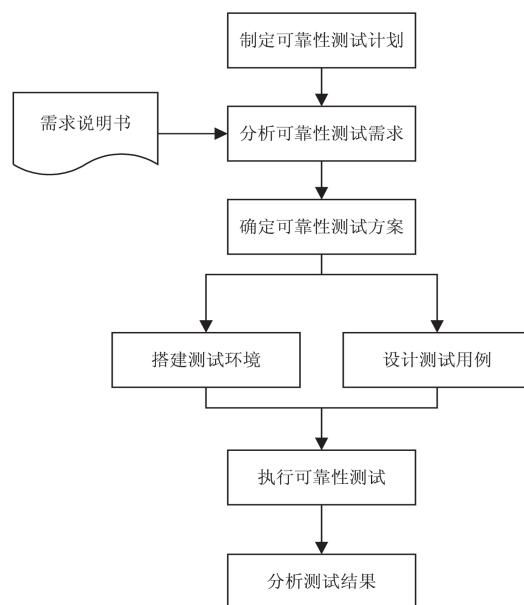 制定可靠性测试计划
需求说明书
分析可靠性测试需求
确定可靠性测试方案
搭建测试环境
设计测试用例
执行可靠性测试
分析测试结果